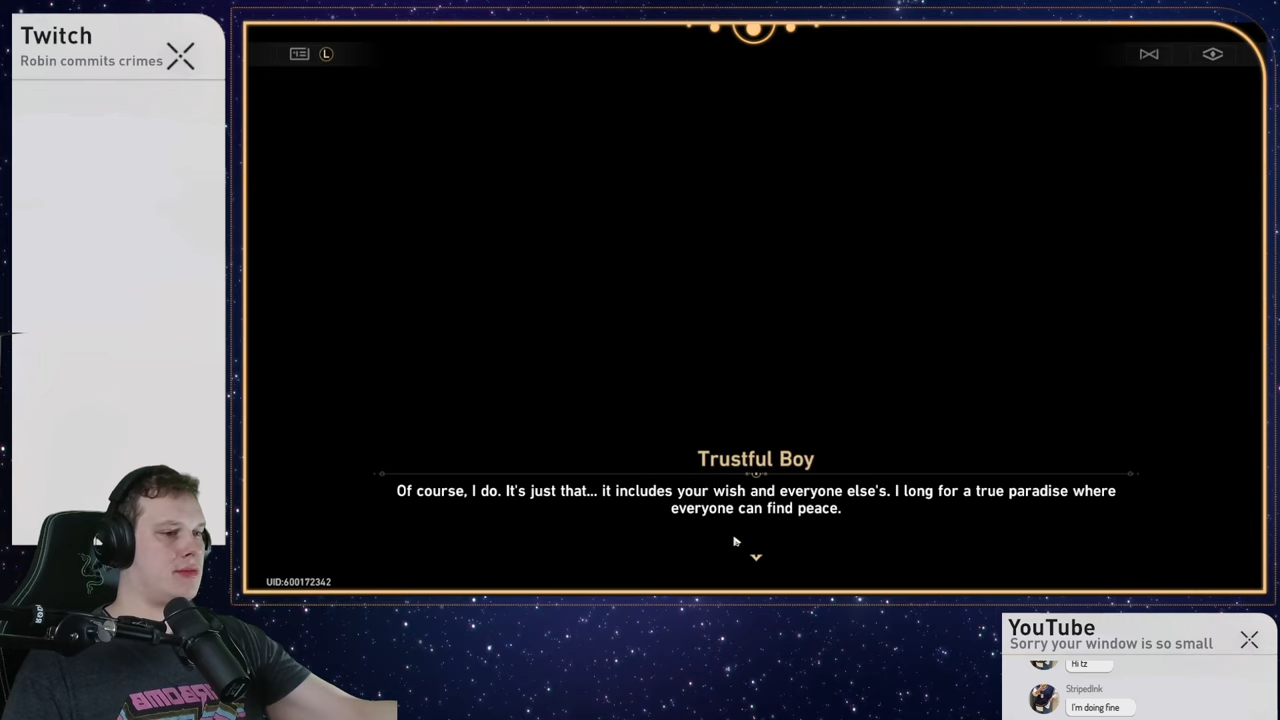 Twitch
Robin commits crimes
L
Trustful Boy
Of course, I do. It's just that... it includes your wish and everyone else's. I long for a true paradise where
everyone can find peace.
UID:600172342
YouTube
Sorry your window is so small
Hi tz
StripedInk
I'm doing fine